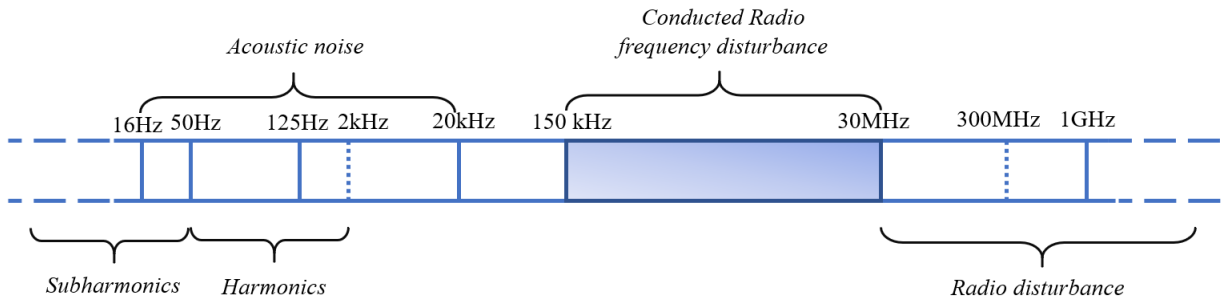 Conducted Radio
frequency disturbance
Acoustic noise
16Hz 50Hz 125Hz 2kHz 20kHz 150 kHz 30MHz 300MHz 1GHz
Subharmonics Harmonics Radio disturbance